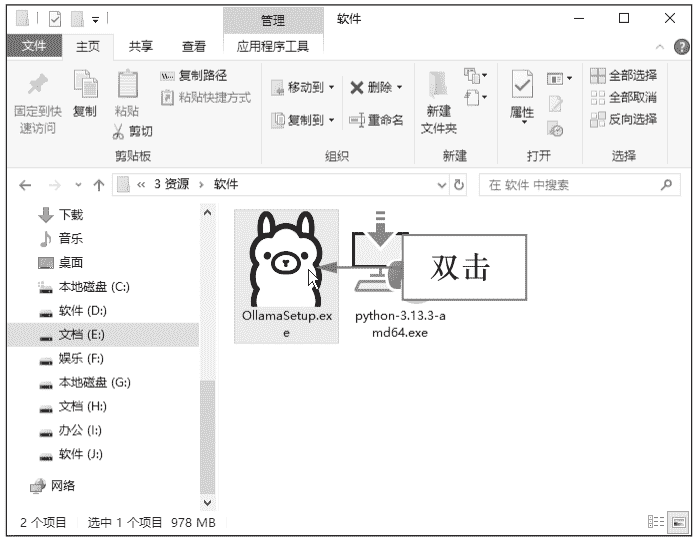 管理
软件
文件
主页
共享
查看
应用程序工具
固定到快
速访问
复制
粘贴
复制路径
粘贴快捷方式
剪切
剪贴板
移动到
删除
复制到
重命名
组织
新建
文件夹
新建
属性
打开
全部选择
全部取消
反向选择
选择
« 3 资源 › 软件
在 软件 中搜索
下载
音乐
桌面
本地磁盘 (C:)
软件 (D:)
文档 (E:)
娱乐 (F:)
本地磁盘 (G:)
文档 (H:)
办公 (I:)
软件 (J:)
网络
OllamaSetup.ex
e
python-3.13.3-a
md64.exe
双击
2 个项目
选中 1 个项目 978 MB